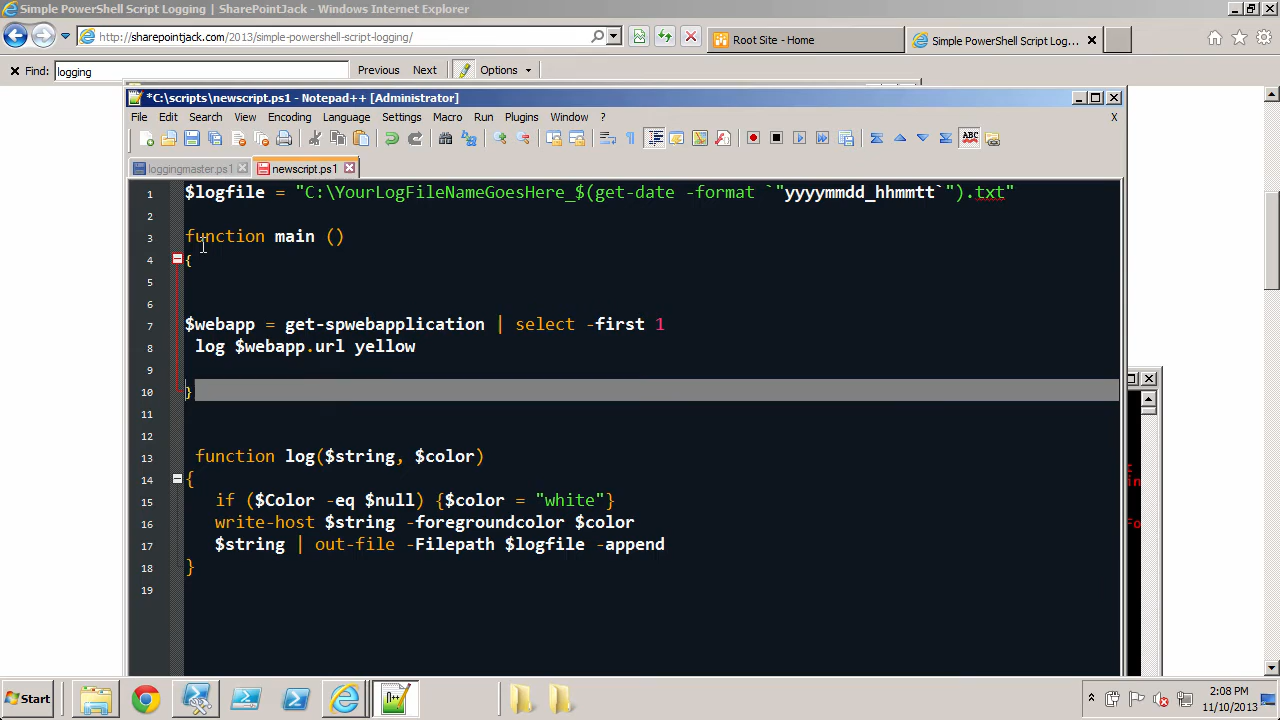 Simple PowerShell Script Logging | SharePointJack - Windows Internet Explorer
http://sharepointjack.com/2013/simple-powershell-script-logging/
Root Site - Home
Simple PowerShell Script Log...
Find: logging
Previous Next Options
*C:\scripts\newscript.ps1 - Notepad++ [Administrator]
File Edit Search View Encoding Language Settings Macro Run Plugins Window ? X
loggingmaster.ps1 newscript.ps1
1 $logfile = "C:\YourLogFileNameGoesHere_$(get-date -format `"yyyymmdd_hhmmtt`").txt"
2
3 function main ()
4 {
5
6
7 $webapp = get-spwebapplication | select -first 1
8 log $webapp.url yellow
9
10 }
11
12
13 function log($string, $color)
14 {
15 if ($Color -eq $null) {$color = "white"}
16 write-host $string -foregroundcolor $color
17 $string | out-file -Filepath $logfile -append
18 }
19
Start
2:08 PM
11/10/2013